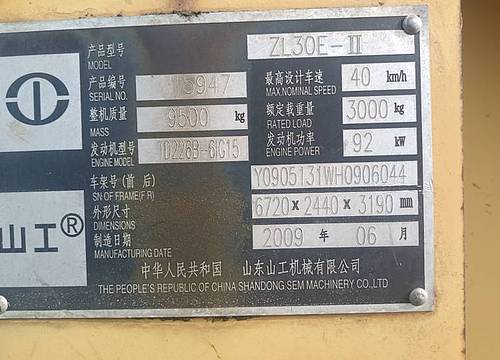 产品型号 ZL30E-II
MODEL
产品编号 5947
SERIAL NO.
最高设计车速 40 km/h
MAX.NOMINAL SPEED
整机质量 9500 kg
MASS
额定载重量 3000 kg
RATED LOAD
发动机型号 TD226B-6IC15
ENGINE MODEL
发动机功率 92 kW
ENGINE POWER
车架号(前 后) Y0905131WH0906044
SN OF FRAME(F R)
外形尺寸 6720 x 2440 x 3190 mm
DIMENSIONS
制造日期 2009 年 06 月
MANUFACTURING DATE
山工®
中华人民共和国 山东山工机械有限公司
THE PEOPLE'S REPUBLIC OF CHINA SHANDONG SEM MACHINERY CO.,LTD